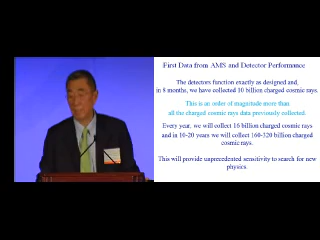 First Data from AMS and Detector Performance
The detectors function exactly as designed and,
in 8 months, we have collected 10 billion charged cosmic rays.
This is an order of magnitude more than
all the charged cosmic rays data previously collected.
Every year, we will collect 16 billion charged cosmic rays
and in 10-20 years we will collect 160-320 billion charged
cosmic rays.
This will provide unprecedented sensitivity to search for new
physics.